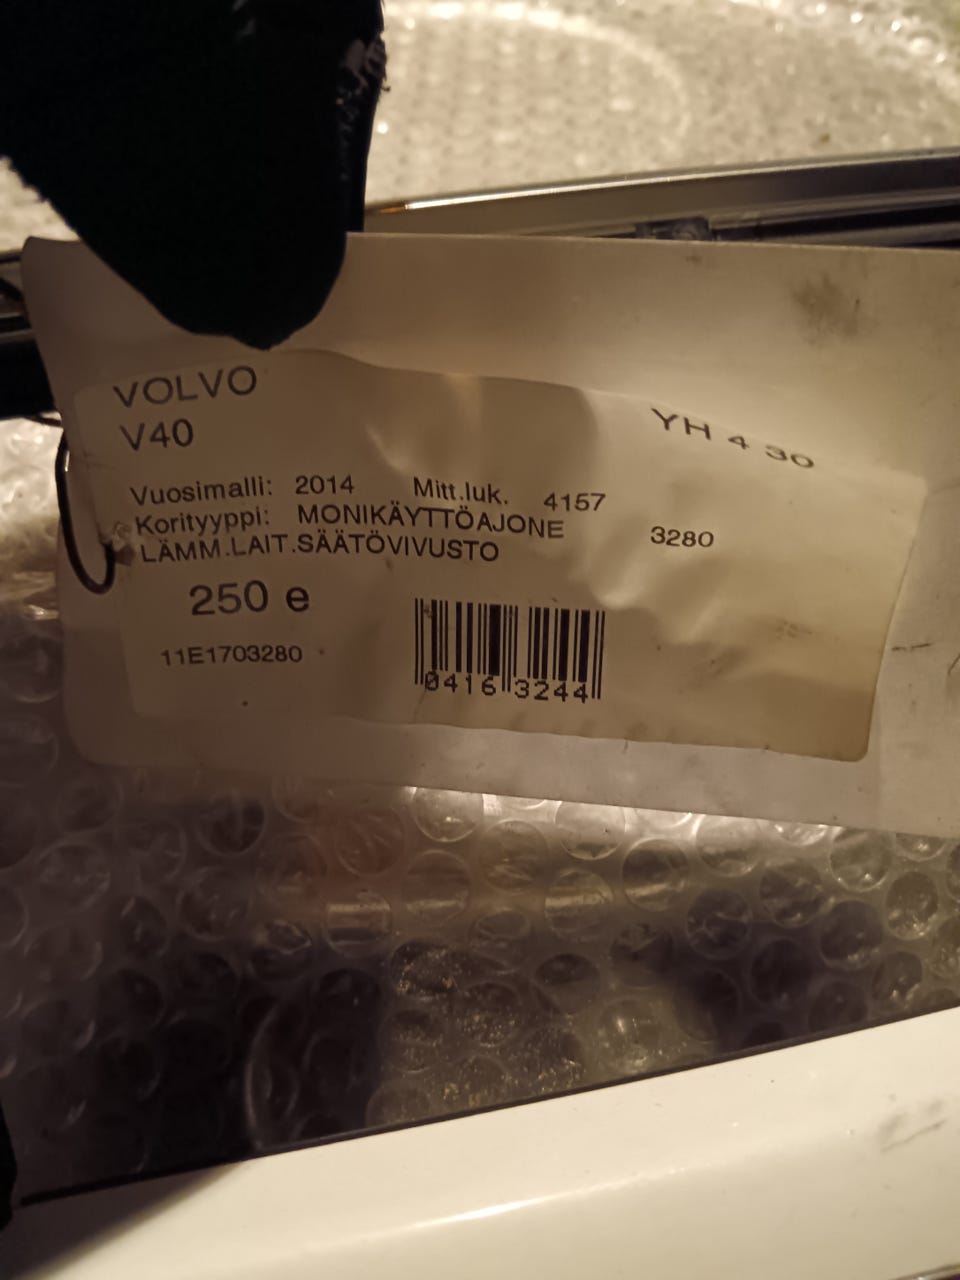 VOLVO
V40
YH 4 30
Vuosimalli: 2014 Mitt.luk. 4157
Korityyppi: MONIKÄYTTÖAJONE 3280
LÄMM.LAIT.SÄÄTÖVIVUSTO
250 e
11E1703280
0416 3244